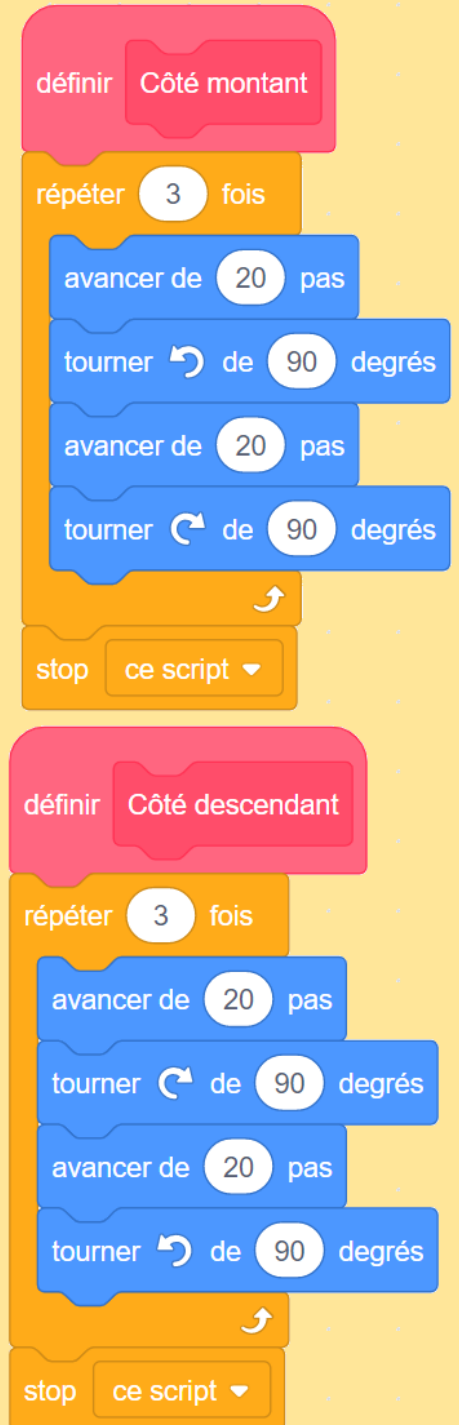 définir Côté montant
répéter 3 fois
avancer de 20 pas
tourner de 90 degrés
avancer de 20 pas
tourner de 90 degrés
stop ce script
définir Côté descendant
répéter 3 fois
avancer de 20 pas
tourner de 90 degrés
avancer de 20 pas
tourner de 90 degrés
stop ce script